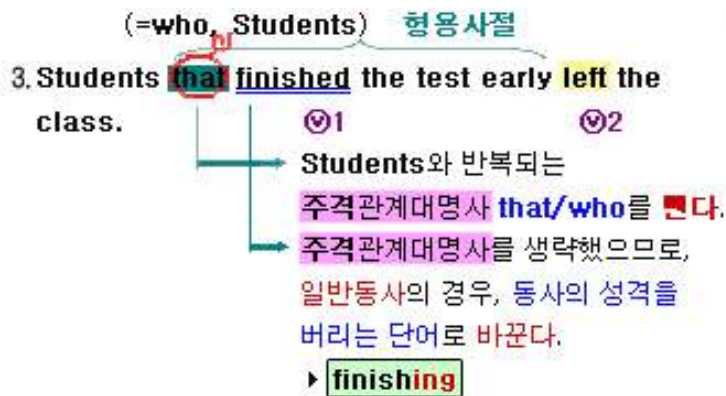 (=who, Students) 형용사절
3. Students that finished the test early left the
class. ⓥ1 ⓥ2
Students와 반복되는
주격관계대명사 that/who를 뺀다.
주격관계대명사를 생략했으므로,
일반동사의 경우, 동사의 성격을
버리는 단어로 바꾼다.
▸ finishing